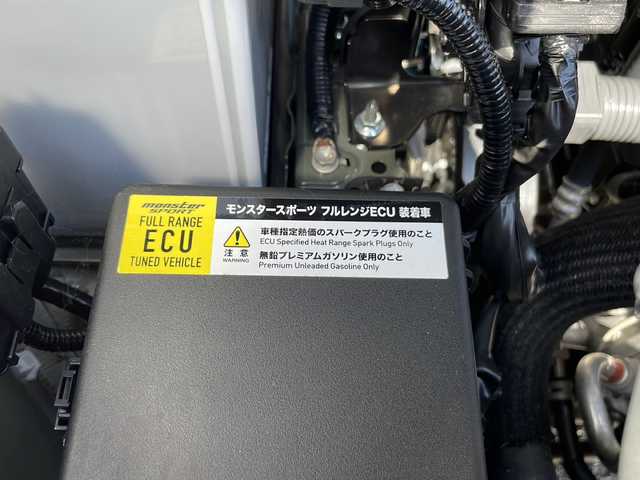 monster
SPORT
FULL RANGE
ECU
TUNED VEHICLE
モンスタースポーツ フルレンジECU 装着車
注 意
WARNING
車種指定熱価のスパークプラグ使用のこと
ECU Specified Heat Range Spark Plugs Only
無鉛プレミアムガソリン使用のこと
Premium Unleaded Gasoline Only